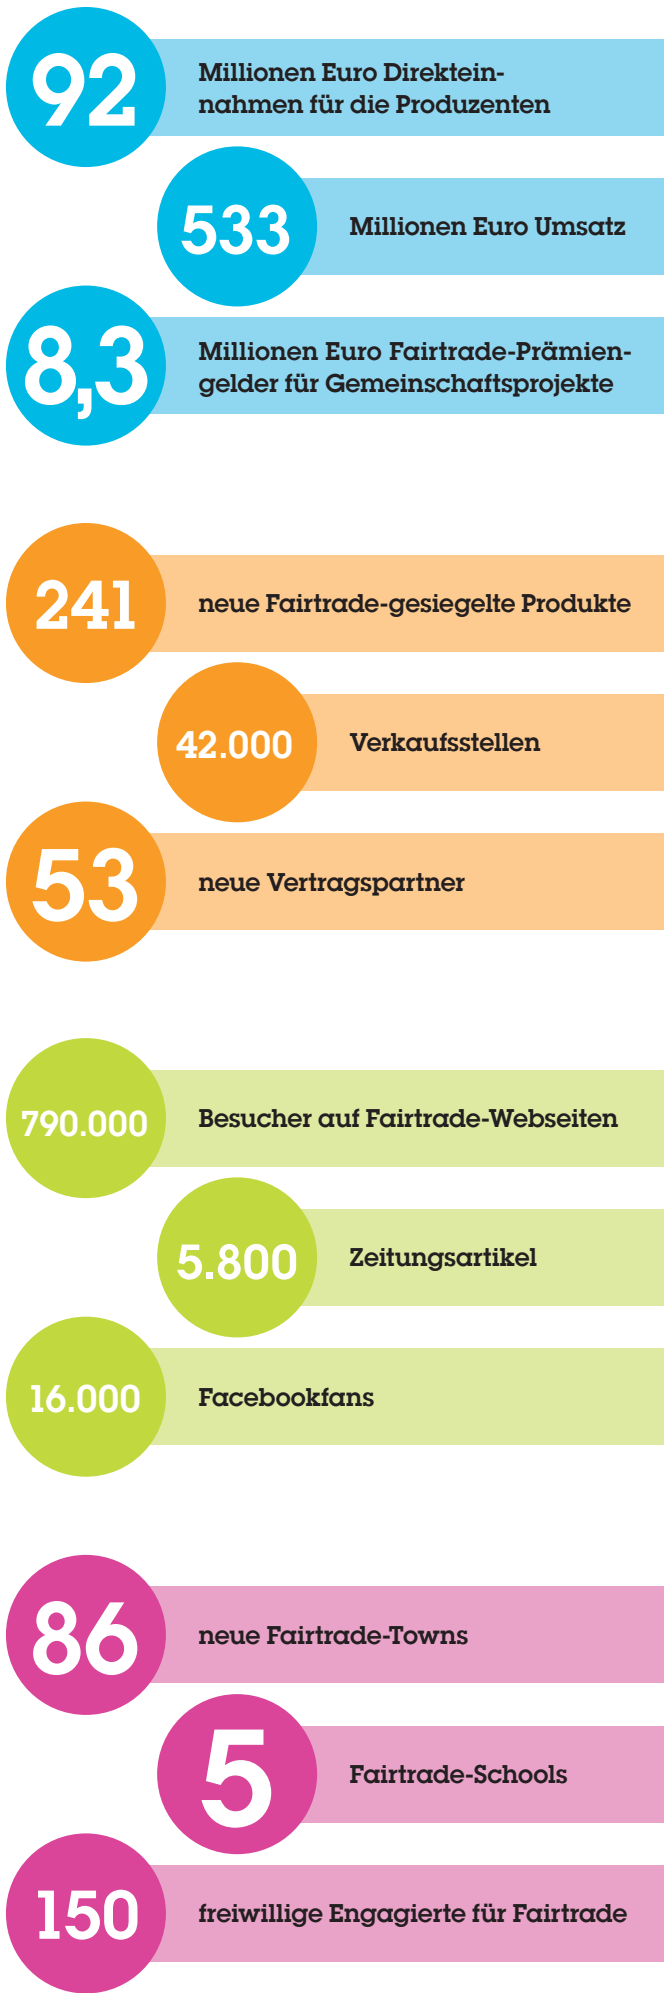 92
Millionen Euro Direktein-
nahmen für die Produzenten
533
Millionen Euro Umsatz
8,3
Millionen Euro Fairtrade-Prämien-
gelder für Gemeinschaftsprojekte
241
neue Fairtrade-gesiegelte Produkte
42.000
Verkaufsstellen
53
neue Vertragspartner
790.000
Besucher auf Fairtrade-Webseiten
5.800
Zeitungsartikel
16.000
Facebookfans
86
neue Fairtrade-Towns
5
Fairtrade-Schools
150
freiwillige Engagierte für Fairtrade